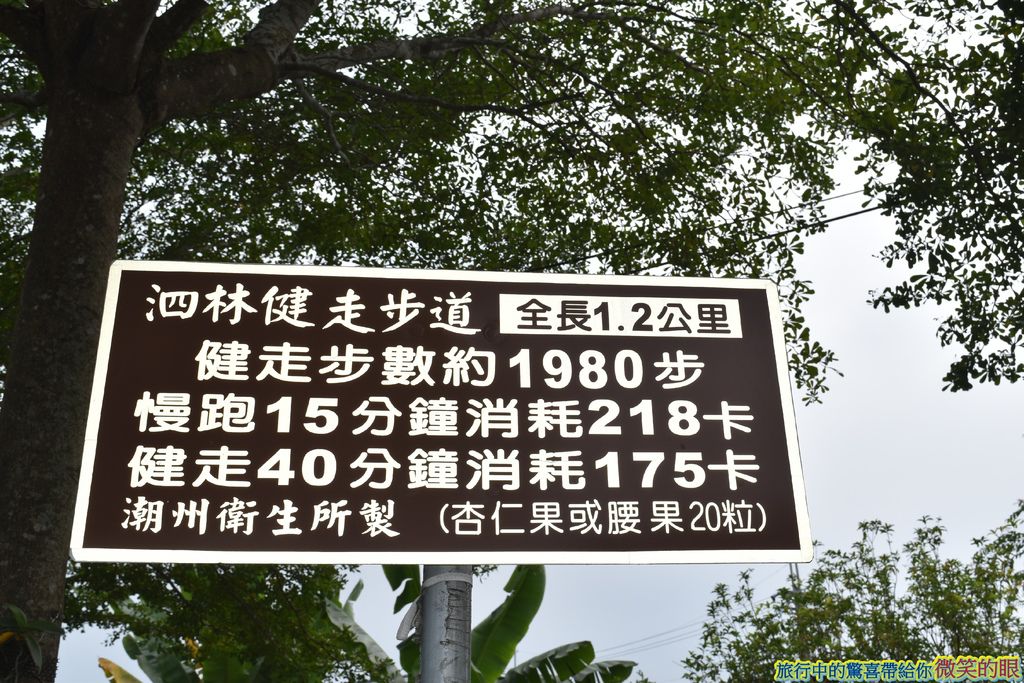 泗林健走步道 全長1.2公里
健走步數約1980步
慢跑15分鐘消耗218卡
健走40分鐘消耗175卡
潮州衛生所製 (杏仁果或腰果20粒)
旅行中的驚喜帶給你微笑的眼